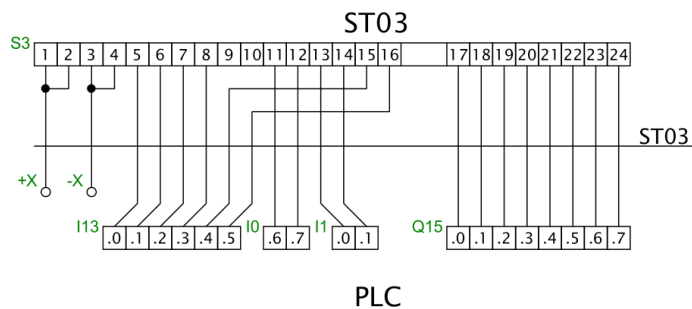 ST03
S3 1 2 3 4 5 6 7 8 9 10 11 12 13 14 15 16 17 18 19 20 21 22 23 24
ST03
+X -X
I13 .0 .1 .2 .3 .4 .5 I0 .6 .7 I1 .0 .1 Q15 .0 .1 .2 .3 .4 .5 .6 .7
PLC